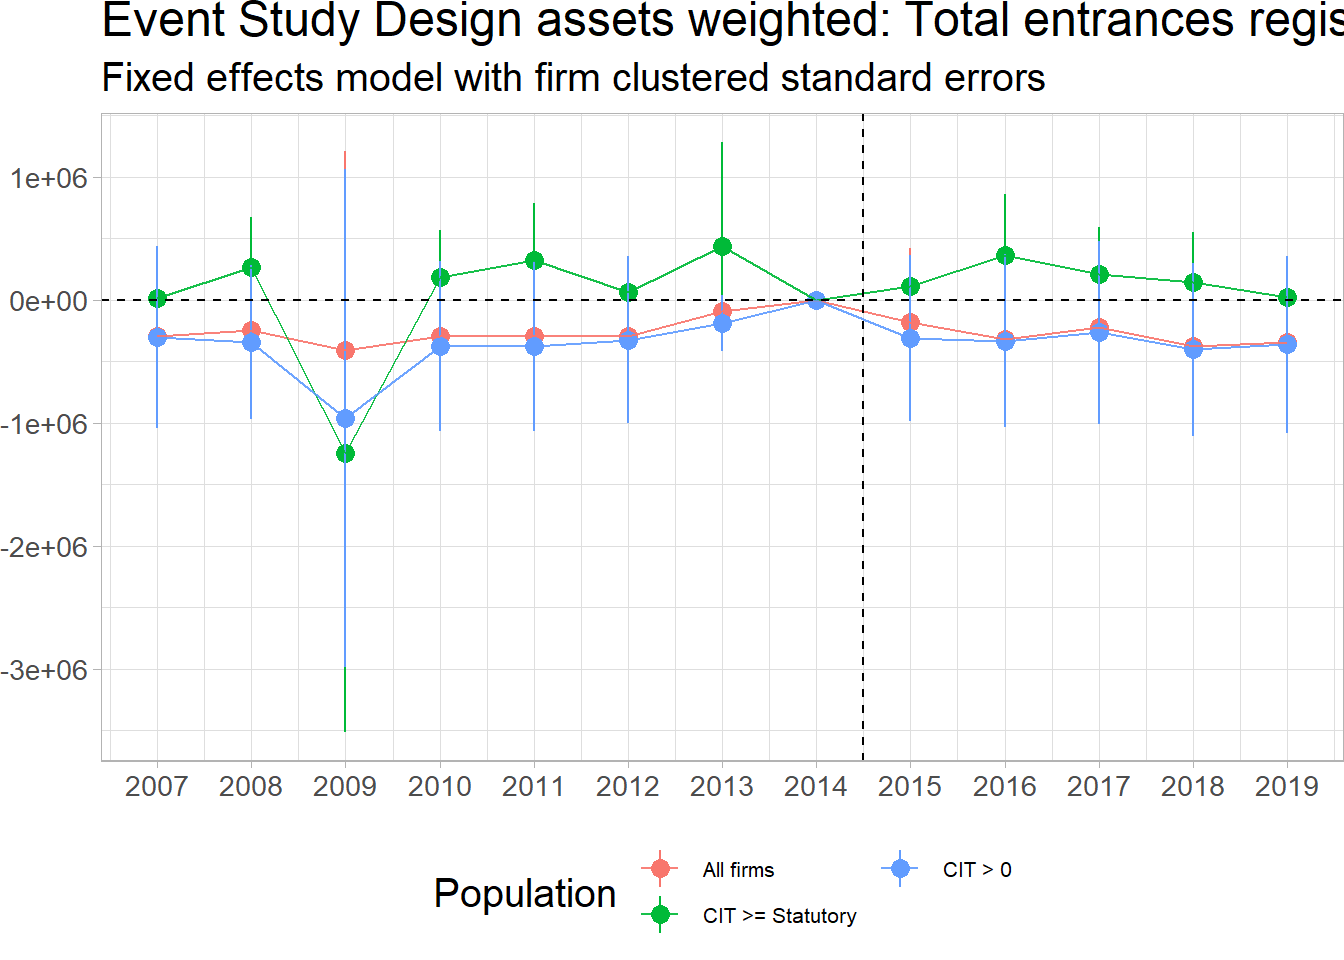 Event Study Design assets weighted: Total entrances regis
Fixed effects model with firm clustered standard errors
1e+06
0e+00
-1e+06
-2e+06
-3e+06
2007 2008 2009 2010 2011 2012 2013 2014 2015 2016 2017 2018 2019
Population
All firms
CIT >= Statutory
CIT > 0